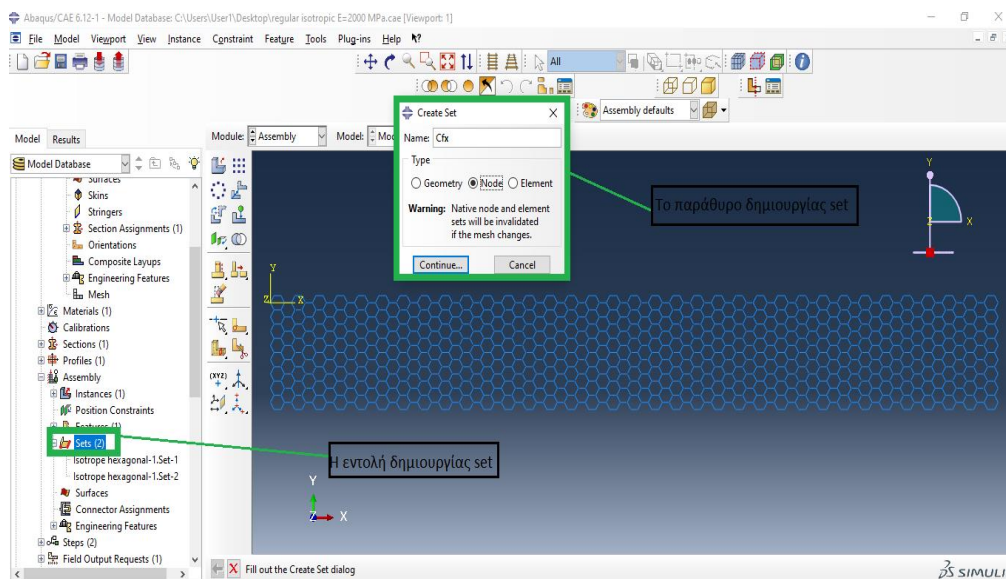 Abaqus/CAE 6.12-1 - Model Database: C:\Users\User1\Desktop\regular isotropic E=2000 MPa.cae [Viewport: 1]
File Model Viewport View Instance Constraint Feature Tools Plug-ins Help
All
Assembly defaults
Model Results
Module: Assembly Model: Mod
Model Database
Surfaces
Skins
Stringers
Section Assignments (1)
Orientations
Composite Layups
Engineering Features
Mesh
Materials (1)
Calibrations
Sections (1)
Profiles (1)
Assembly
Instances (1)
Position Constraints
Features (1)
Sets (2)
Isotrope hexagonal-1.Set-1
Isotrope hexagonal-1.Set-2
Surfaces
Connector Assignments
Engineering Features
Steps (2)
Field Output Requests (1)
(XYZ)
Create Set
Name: Cfx
Type
Geometry Node Element
Warning: Native node and element
sets will be invalidated
if the mesh changes.
Continue... Cancel
Το παράθυρο δημιουργίας set
Y
Z X
Y
Z X
Η εντολή δημιουργίας set
Y
Z X
Fill out the Create Set dialog
SIMULI